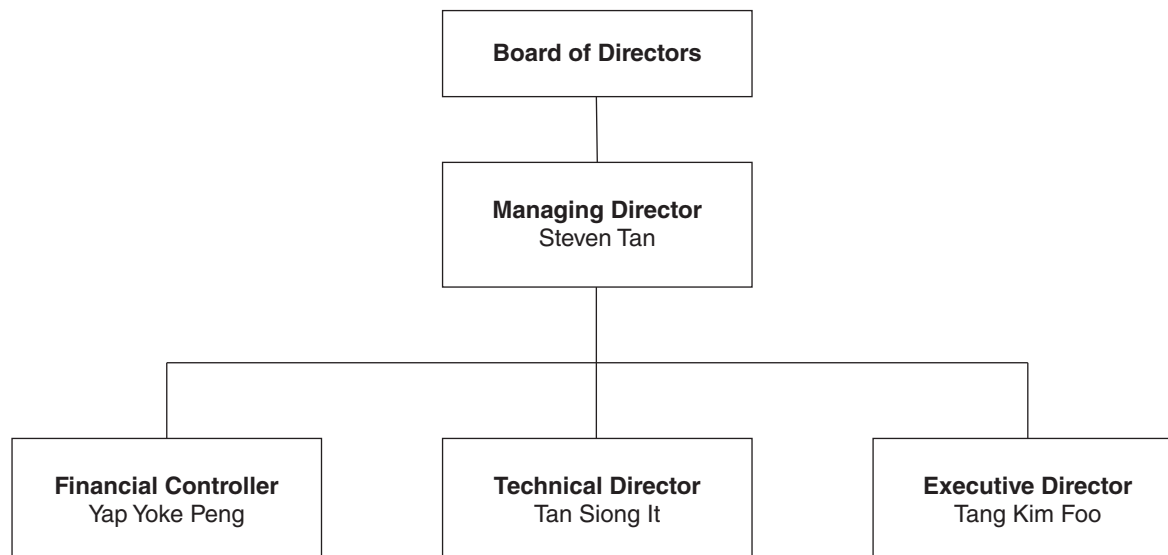 Board of Directors
Managing Director
Steven Tan
Financial Controller
Yap Yoke Peng
Technical Director
Tan Siong It
Executive Director
Tang Kim Foo